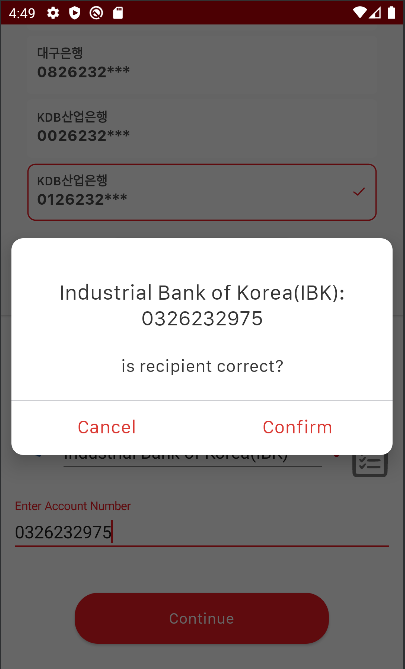 4:49
대구은행
0826232***
KDB산업은행
0026232***
KDB산업은행
0126232***
Industrial Bank of Korea(IBK):
0326232975
is recipient correct?
Cancel
Confirm
Industrial Bank of Korea(IBK)
Enter Account Number
0326232975
Continue